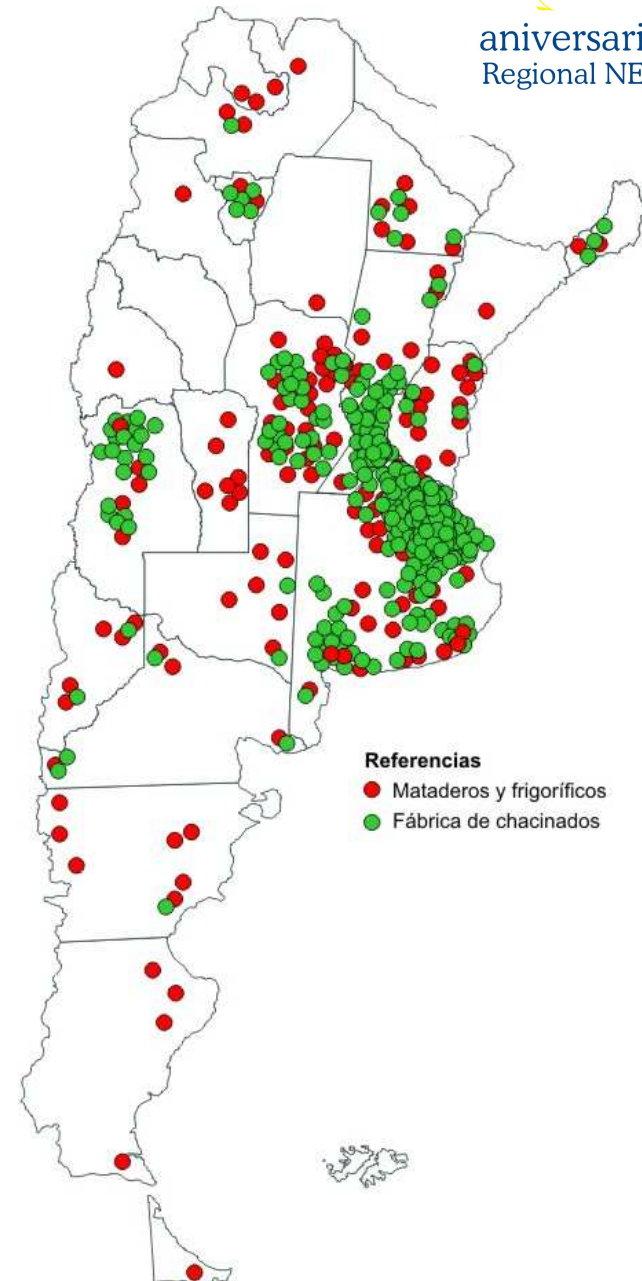 aniversari
Regional NE
Referencias
Mataderos y frigoríficos
Fábrica de chacinados